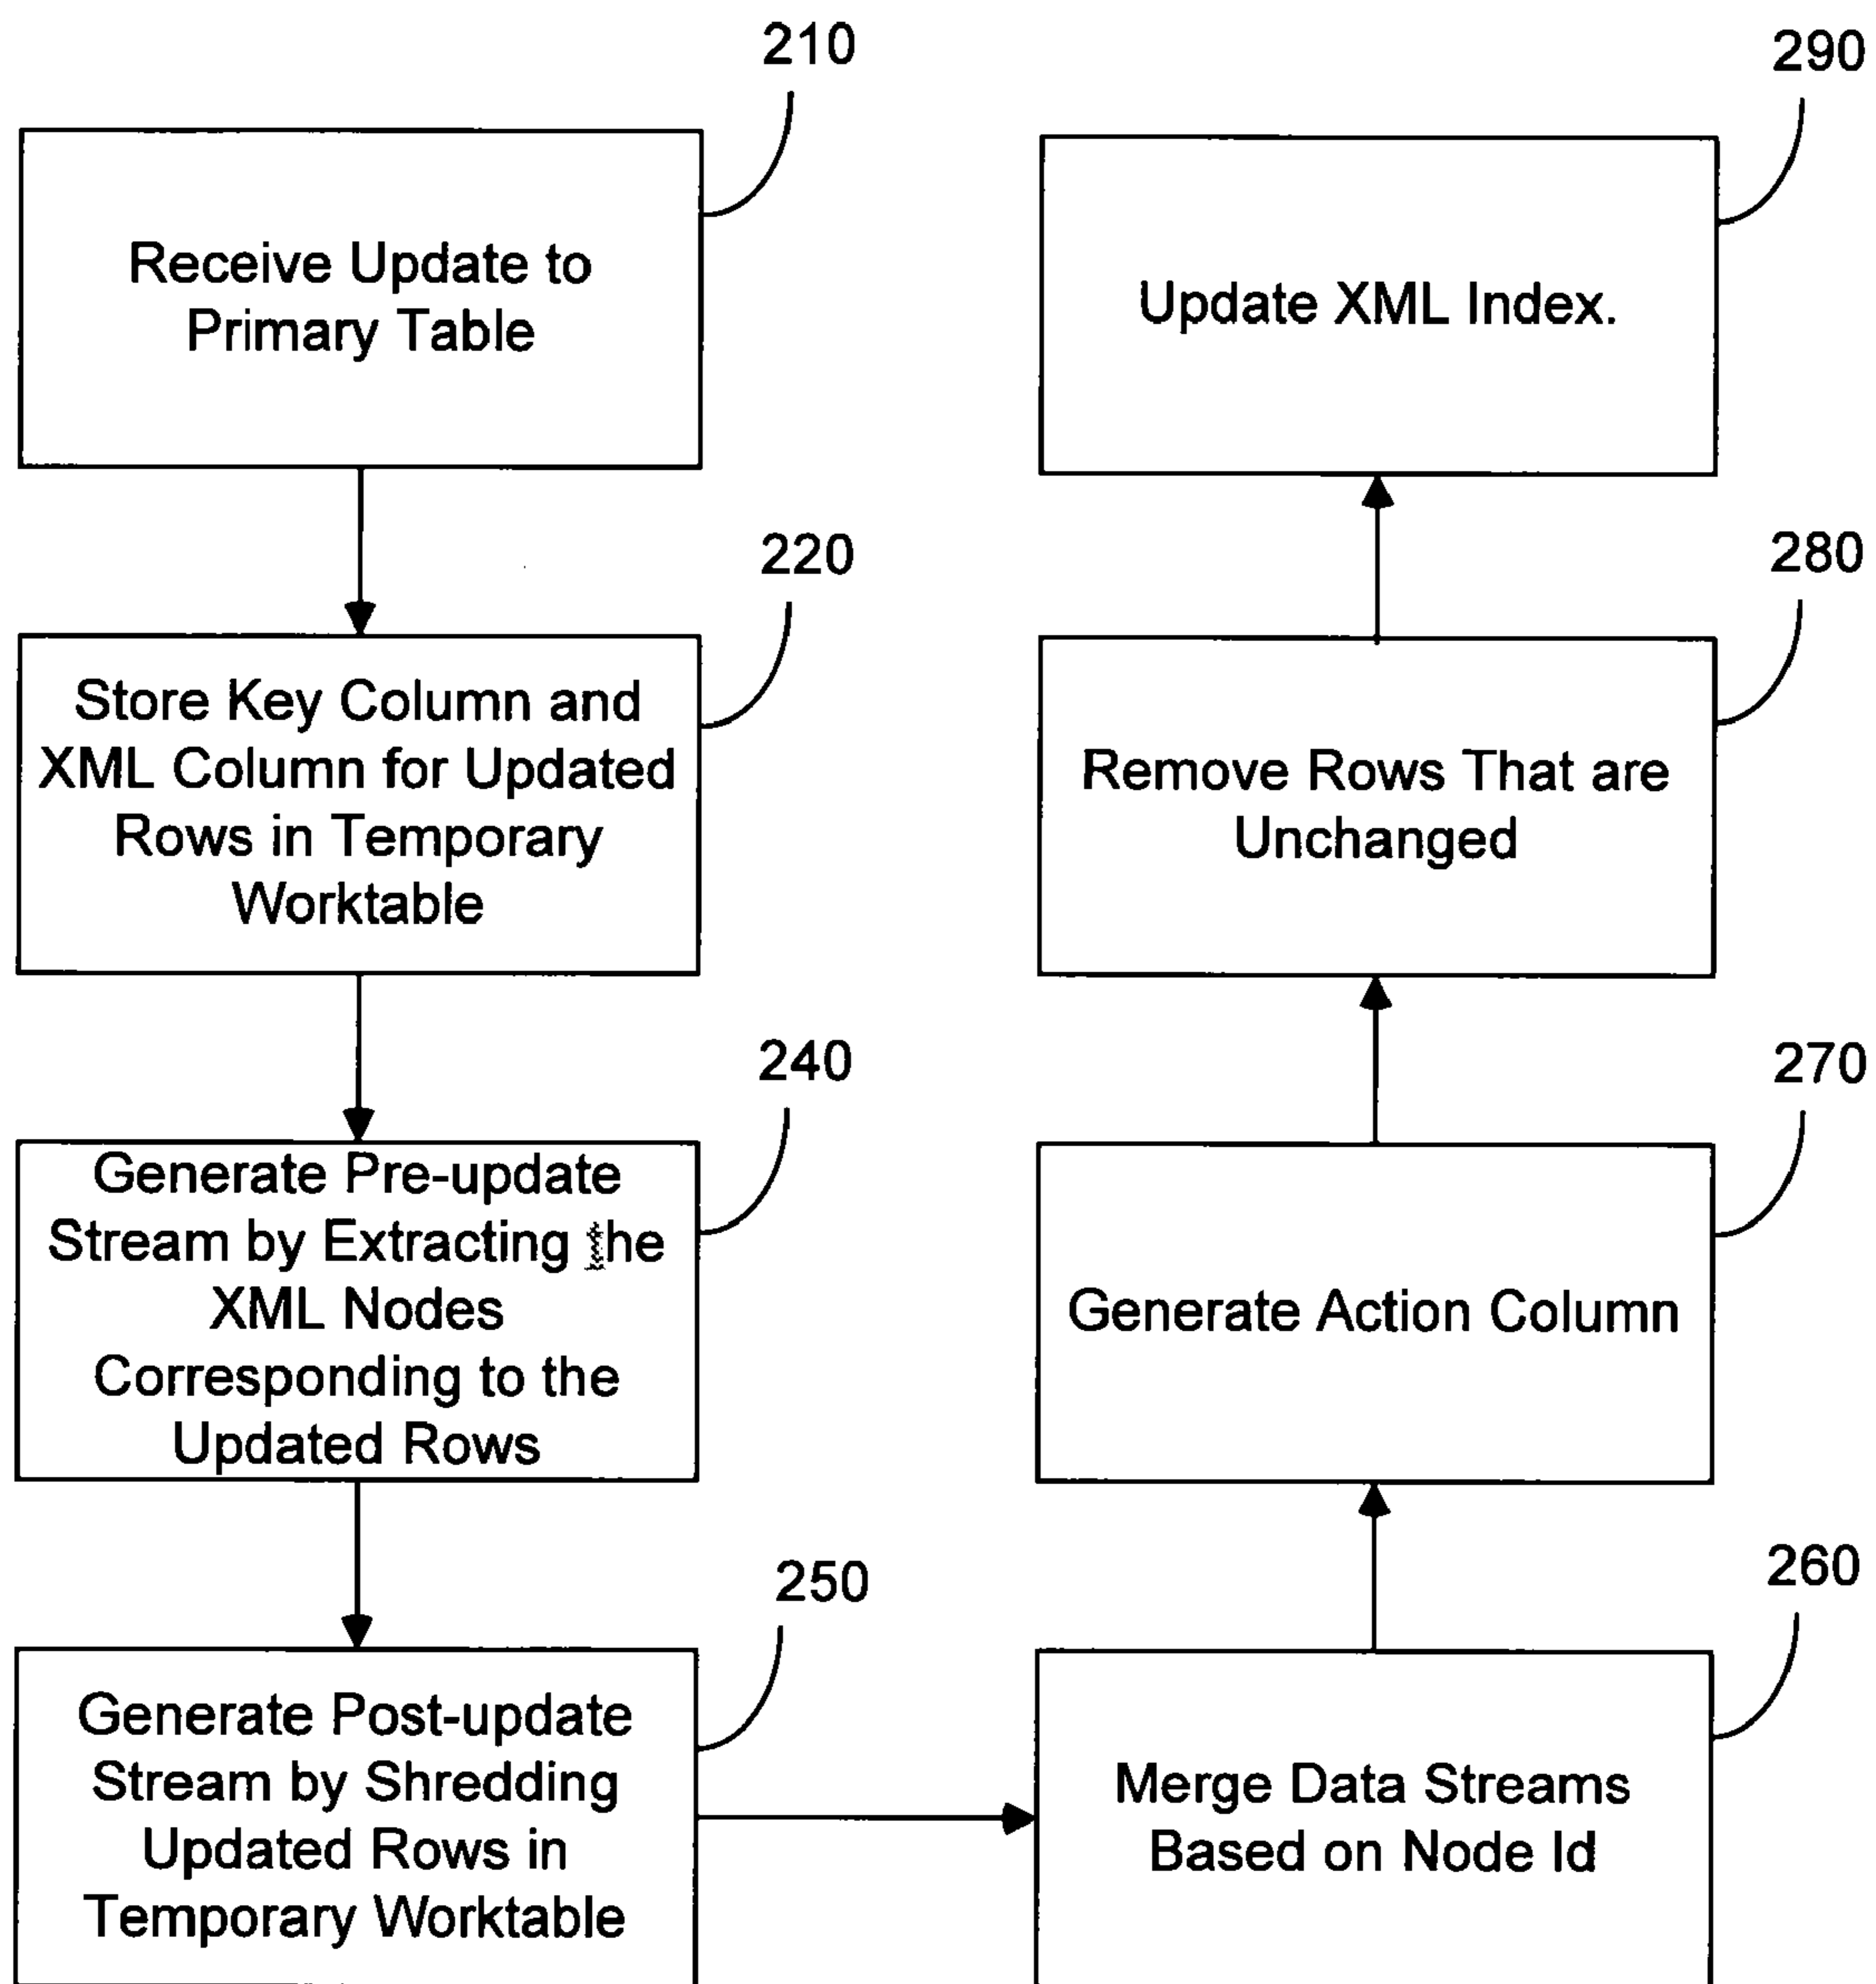 210
Receive Update to
Primary Table
220
Store Key Column and
XML Column for Updated
Rows in Temporary
Worktable
240
Generate Pre-update
Stream by Extracting the
XML Nodes
Corresponding to the
Updated Rows
250
Generate Post-update
Stream by Shredding
Updated Rows in
Temporary Worktable
260
Merge Data Streams
Based on Node Id
270
Generate Action Column
280
Remove Rows That are
Unchanged
290
Update XML Index.